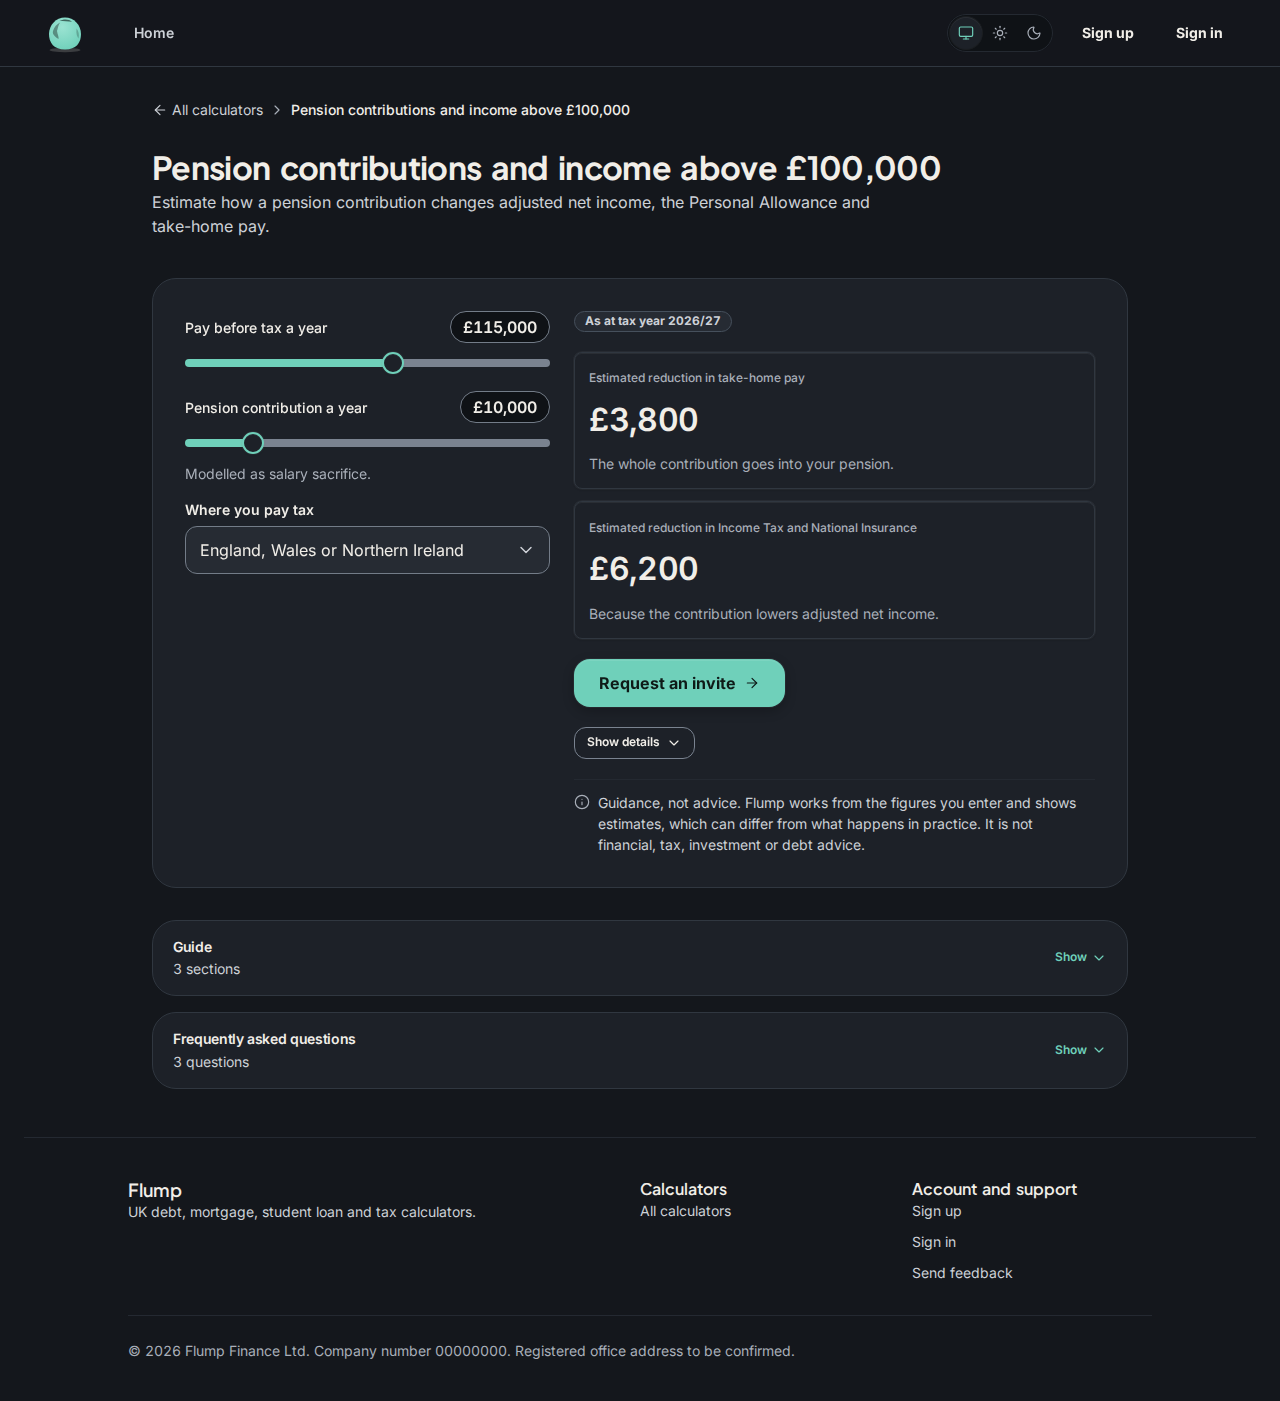 Home
Sign up
Sign in
All calculators
Pension contributions and income above £100,000
Pension contributions and income above £100,000
Estimate how a pension contribution changes adjusted net income, the Personal Allowance and
take-home pay.
Pay before tax a year
£115,000
Pension contribution a year
£10,000
Modelled as salary sacrifice.
Where you pay tax
England, Wales or Northern Ireland
As at tax year 2026/27
Estimated reduction in take-home pay
£3,800
The whole contribution goes into your pension.
Estimated reduction in Income Tax and National Insurance
£6,200
Because the contribution lowers adjusted net income.
Request an invite
Show details
Guidance, not advice. Flump works from the figures you enter and shows
estimates, which can differ from what happens in practice. It is not
financial, tax, investment or debt advice.
Guide
3 sections
Show
Frequently asked questions
3 questions
Show
Flump
UK debt, mortgage, student loan and tax calculators.
Calculators
All calculators
Account and support
Sign up
Sign in
Send feedback
© 2026 Flump Finance Ltd. Company number 00000000. Registered office address to be confirmed.